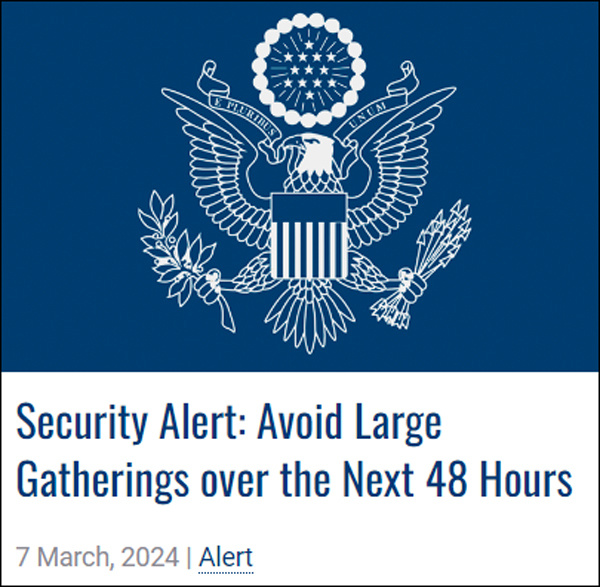 E PLURIBUS UNUM
Security Alert: Avoid Large
Gatherings over the Next 48 Hours
7 March, 2024 | Alert